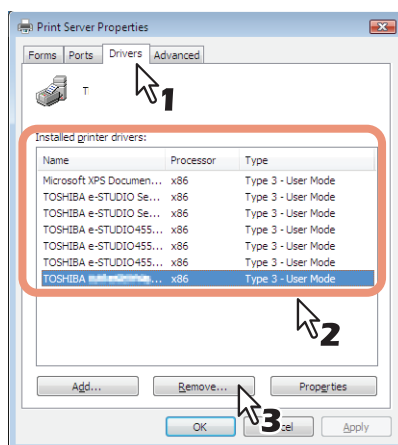 Print Server Properties
Forms Ports Drivers Advanced
T
1
Installed printer drivers:
Name Processor Type
Microsoft XPS Documen... x86 Type 3 - User Mode
TOSHIBA e-STUDIO Se... x86 Type 3 - User Mode
TOSHIBA e-STUDIO Se... x86 Type 3 - User Mode
TOSHIBA e-STUDIO455... x86 Type 3 - User Mode
TOSHIBA e-STUDIO455... x86 Type 3 - User Mode
TOSHIBA e-STUDIO455... x86 Type 3 - User Mode
TOSHIBA ... x86 Type 3 - User Mode
2
Add... Remove... Properties
3
OK cel Apply